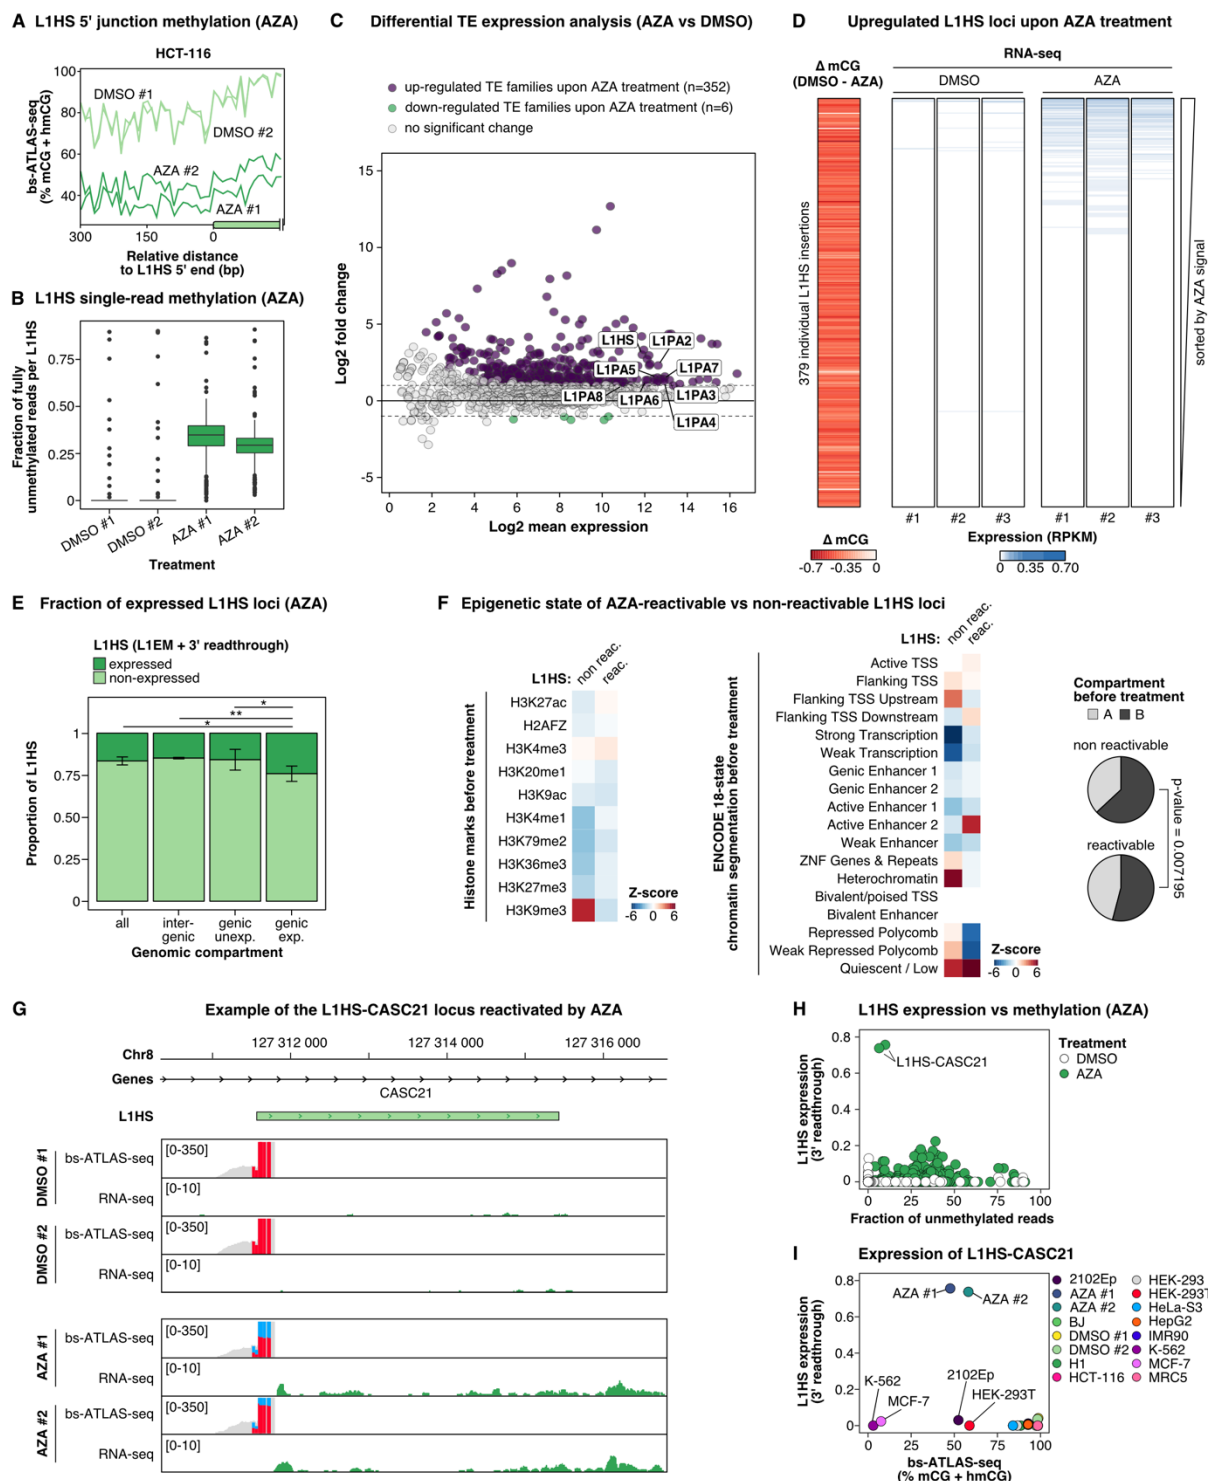 A L1HS 5' junction methylation (AZA)
HCT-116
bs-ATLAS-seq
(% mCG + hmCG)
100
80
60
40
DMSO #1
DMSO #2
AZA #2
AZA #1
300 150 0
Relative distance
to L1HS 5' end (bp)
B L1HS single-read methylation (AZA)
Fraction of fully
unmethylated reads per L1HS
0.75
0.50
0.25
0
DMSO #1 DMSO #2 AZA #1 AZA #2
Treatment
C Differential TE expression analysis (AZA vs DMSO)
up-regulated TE families upon AZA treatment (n=352)
down-regulated TE families upon AZA treatment (n=6)
no significant change
Log2 fold change
15
10
5
0
-5
L1HS L1PA2
L1PA5 L1PA7
L1PA8 L1PA6 L1PA3
L1PA4
0 2 4 6 8 10 12 14 16
Log2 mean expression
D Upregulated L1HS loci upon AZA treatment
RNA-seq
Δ mCG
(DMSO - AZA)
DMSO AZA
379 individual L1HS insertions
sorted by AZA signal
#1 #2 #3 #1 #2 #3
Δ mCG
-0.7 -0.35 0
Expression (RPKM)
0 0.35 0.70
E Fraction of expressed L1HS loci (AZA)
L1HS (L1EM + 3' readthrough)
expressed
non-expressed
*
**
*
Proportion of L1HS
1
0.75
0.50
0.25
0
all inter-genic genic unexp. genic exp.
Genomic compartment
F Epigenetic state of AZA-reactivable vs non-reactivable L1HS loci
L1HS: non reac. reac.
Histone marks before treatment
H3K27ac
H2AFZ
H3K4me3
H3K20me1
H3K9ac
H3K4me1
H3K79me2
H3K36me3
H3K27me3
H3K9me3
Z-score
-6 0 6
L1HS: non reac. reac.
ENCODE 18-state
chromatin segmentation before treatment
Active TSS
Flanking TSS
Flanking TSS Upstream
Flanking TSS Downstream
Strong Transcription
Weak Transcription
Genic Enhancer 1
Genic Enhancer 2
Active Enhancer 1
Active Enhancer 2
Weak Enhancer
ZNF Genes & Repeats
Heterochromatin
Bivalent/poised TSS
Bivalent Enhancer
Repressed Polycomb
Weak Repressed Polycomb
Quiescent / Low
Z-score
-6 0 6
Compartment
before treatment
A B
non reactivable
reactivable
p-value = 0.007195
G Example of the L1HS-CASC21 locus reactivated by AZA
127 312 000 127 314 000 127 316 000
Chr8
Genes
CASC21
L1HS
DMSO #1
bs-ATLAS-seq [0-350]
RNA-seq [0-10]
DMSO #2
bs-ATLAS-seq [0-350]
RNA-seq [0-10]
AZA #1
bs-ATLAS-seq [0-350]
RNA-seq [0-10]
AZA #2
bs-ATLAS-seq [0-350]
RNA-seq [0-10]
H L1HS expression vs methylation (AZA)
L1HS expression
(3' readthrough)
0.8
0.6
0.4
0.2
0
L1HS-CASC21
Treatment
DMSO
AZA
0 25 50 75 100
Fraction of unmethylated reads
I Expression of L1HS-CASC21
L1HS expression
(3' readthrough)
0.8
0.6
0.4
0.2
0
AZA #1 AZA #2
K-562
MCF-7
2102Ep
HEK-293T
0 25 50 75 100
bs-ATLAS-seq
(% mCG + hmCG)
2102Ep
AZA #1
AZA #2
BJ
DMSO #1
DMSO #2
H1
HCT-116
HEK-293
HEK-293T
HeLa-S3
HepG2
IMR90
K-562
MCF-7
MRC5